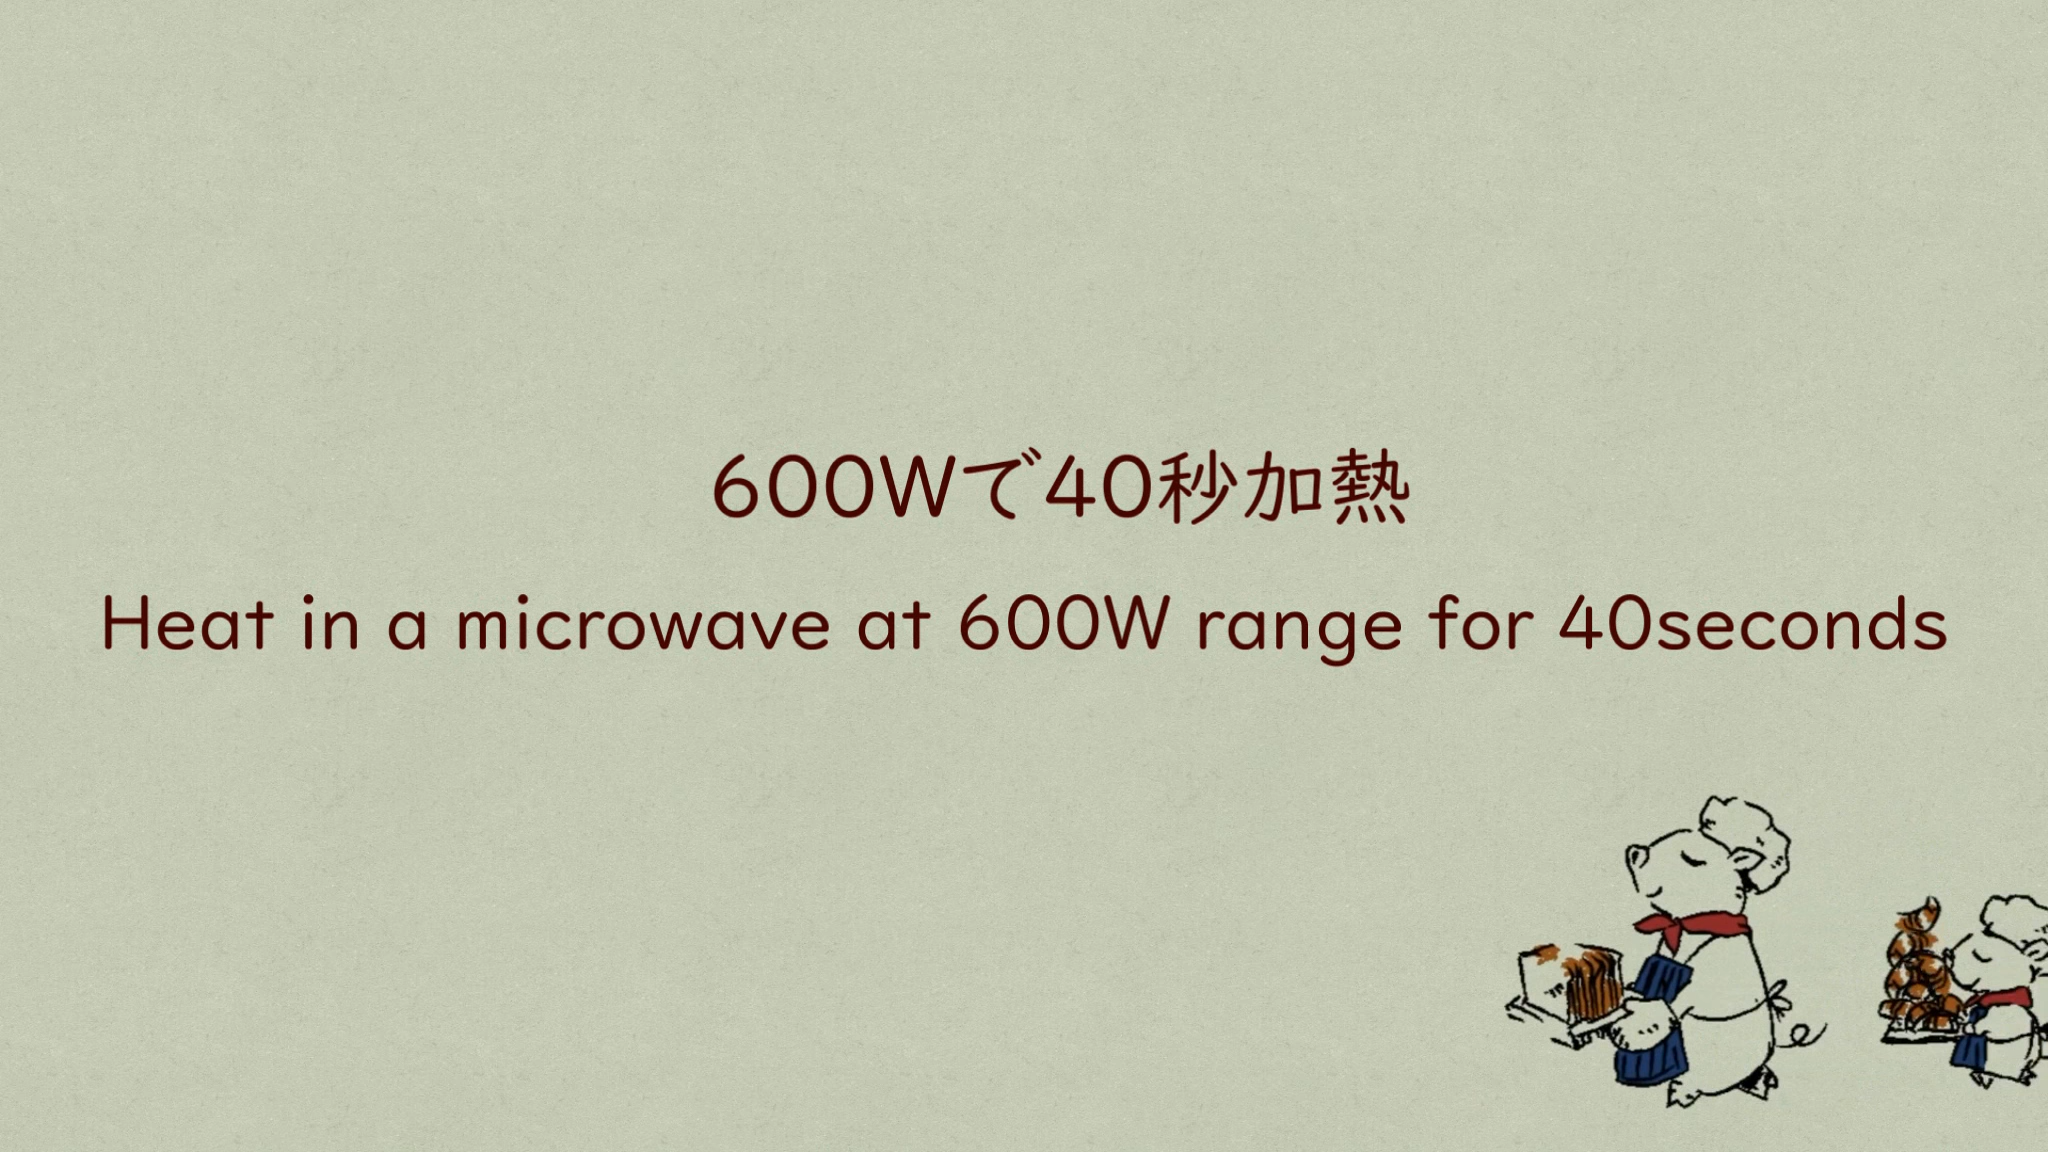 600Wで40秒加熱
Heat in a microwave at 600W range for 40seconds